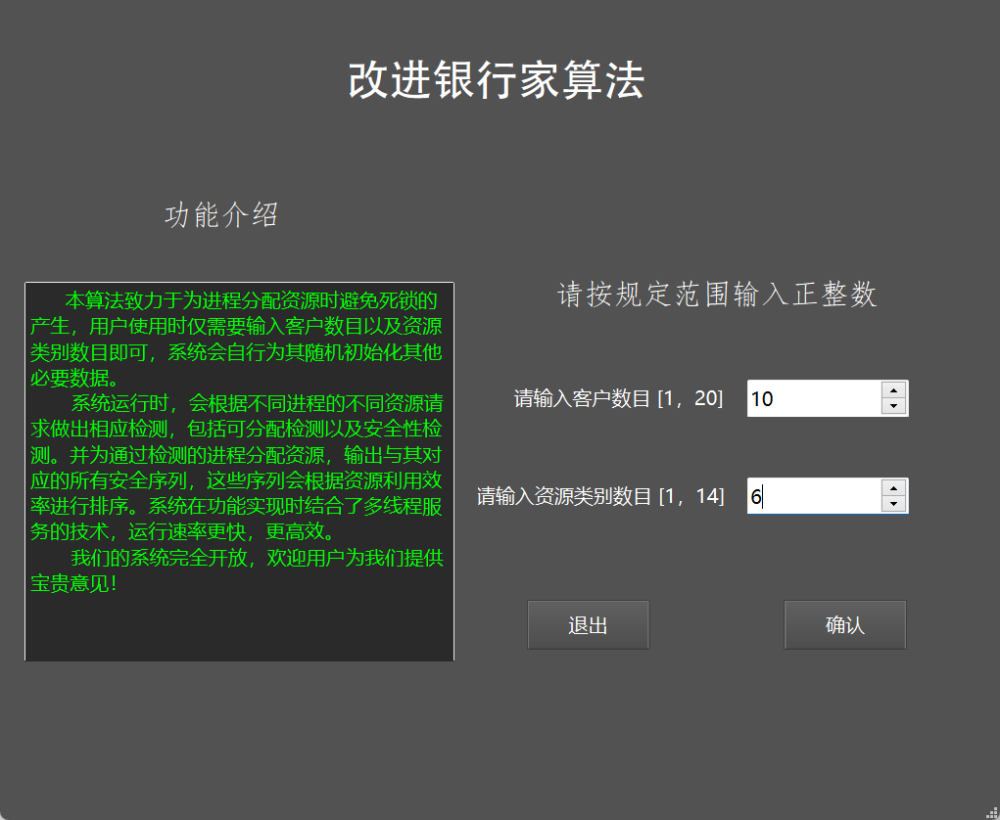 改进银行家算法
功能介绍
本算法致力于为进程分配资源时避免死锁的
产生，用户使用时仅需要输入客户数目以及资源
类别数目即可，系统会自行为其随机初始化其他
必要数据。
系统运行时，会根据不同进程的不同资源请
求做出相应检测，包括可分配检测以及安全性检
测。并为通过检测的进程分配资源，输出与其对
应的所有安全序列，这些序列会根据资源利用效
率进行排序。系统在功能实现时结合了多线程服
务的技术，运行速率更快，更高效。
我们的系统完全开放，欢迎用户为我们提供
宝贵意见！
请按规定范围输入正整数
请输入客户数目 [1，20] 10
请输入资源类别数目 [1，14] 6
退出 确认